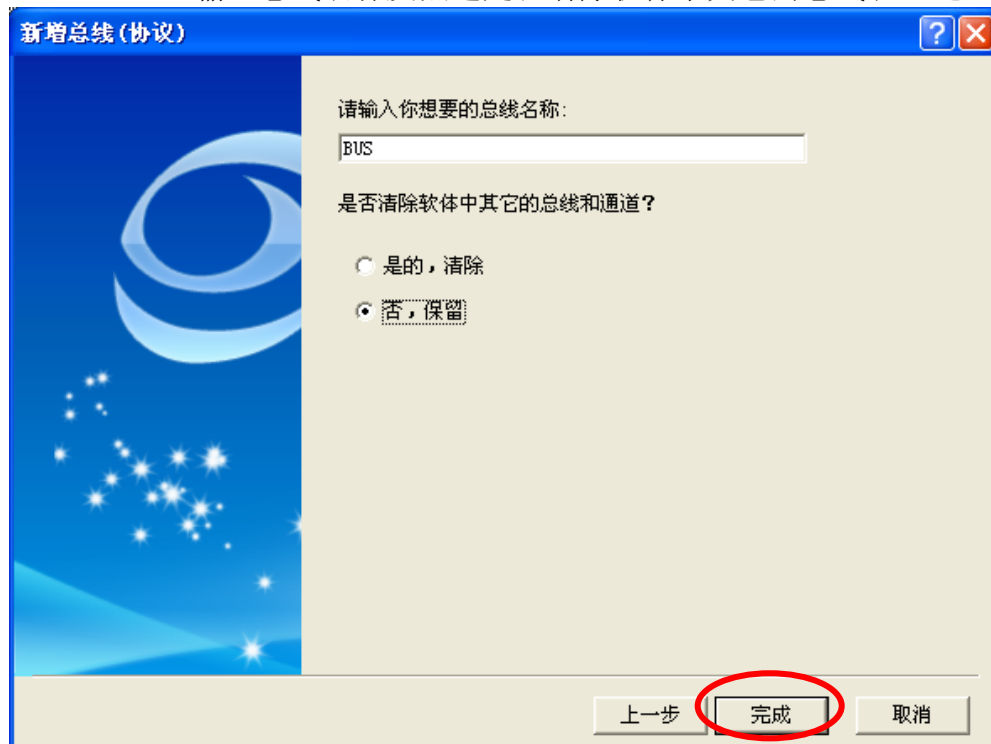 新增总线(协议)
请输入你想要的总线名称:
BUS
是否清除软体中其它的总线和通道?
是的，清除
否，保留
上一步
完成
取消